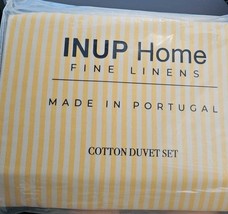 INUP Home
FINE LINENS
MADE IN PORTUGAL
COTTON DUVET SET